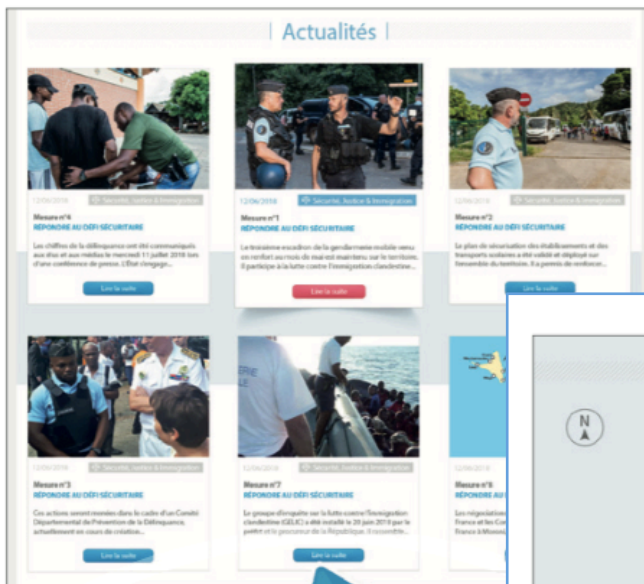 Actualités
12/06/2018 Sécurité, Justice & Immigration
Mesure n°4
RÉPONDRE AU DÉFI SÉCURITAIRE
Les chiffres de la délinquance ont été communiqués
aux élus et aux médias le mercredi 11 juillet 2018 lors
d'une conférence de presse. L'État s'engage...
Lire la suite
12/06/2018 Sécurité, Justice & Immigration
Mesure n°1
RÉPONDRE AU DÉFI SÉCURITAIRE
Le troisième escadron de la gendarmerie mobile venu
en renfort au mois de mai est maintenu sur le territoire.
Il participe à la lutte contre l'immigration clandestine...
Lire la suite
12/06/2018 Sécurité, Justice & Immigration
Mesure n°2
RÉPONDRE AU DÉFI SÉCURITAIRE
Le plan de sécurisation des établissements et des
transports scolaires a été validé et déployé sur
l'ensemble du territoire. Il a permis de renforcer...
Lire la suite
12/06/2018 Sécurité, Justice & Immigration
Mesure n°3
RÉPONDRE AU DÉFI SÉCURITAIRE
Ces actions seront menées dans le cadre d'un Comité
Départemental de Prévention de la Délinquance,
actuellement en cours de création...
Lire la suite
12/06/2018 Sécurité, Justice & Immigration
Mesure n°7
RÉPONDRE AU DÉFI SÉCURITAIRE
Le groupe d'enquête sur la lutte contre l'immigration
clandestine (GELIC) a été installé le 20 juin 2018 par le
préfet et le procureur de la République. Il rassemble...
Lire la suite
12/06/2018
Mesure n°8
RÉPONDRE AU
Les négociations
France et les Com
France à Moroni
N